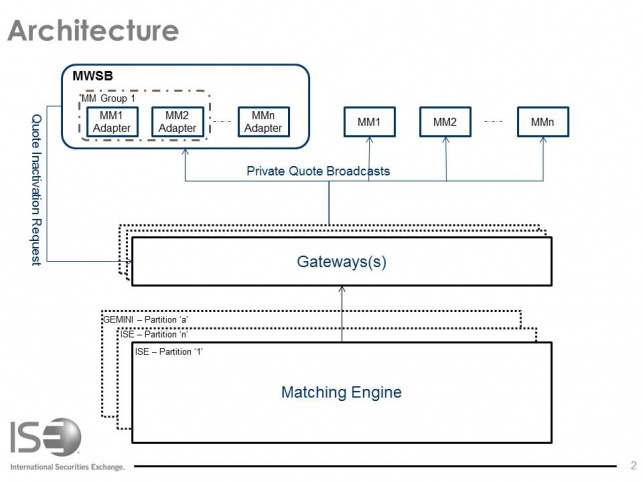 Architecture
MWSB
MM Group 1
MM1
Adapter
MM2
Adapter
MMn
Adapter
MM1
MM2
MMn
Quote Inactivation Request
Private Quote Broadcasts
Gateways(s)
GEMINI – Partition ‘a’
ISE – Partition ‘n’
ISE – Partition ‘1’
Matching Engine
ISE
International Securities Exchange.
2